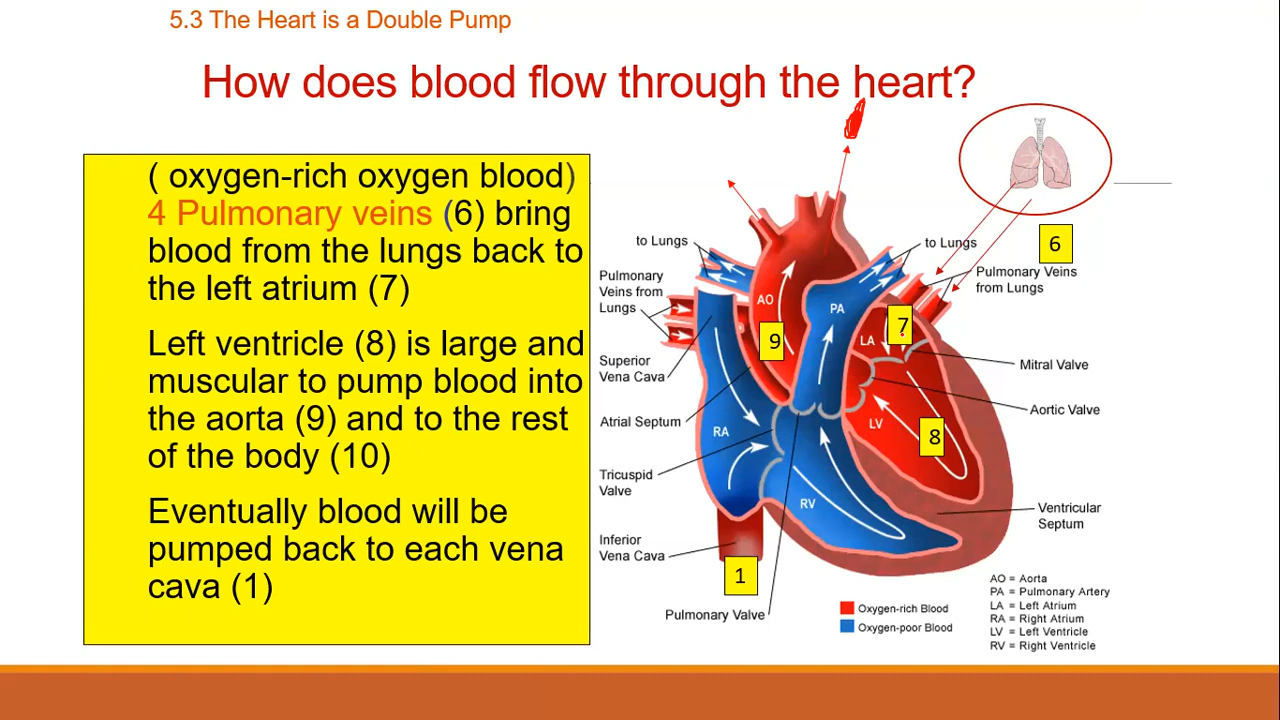 5.3 The Heart is a Double Pump
How does blood flow through the heart?
( oxygen-rich oxygen blood)
4 Pulmonary veins (6) bring
blood from the lungs back to
the left atrium (7)
Left ventricle (8) is large and
muscular to pump blood into
the aorta (9) and to the rest
of the body (10)
Eventually blood will be
pumped back to each vena
cava (1)
to Lungs
Pulmonary
Veins from
Lungs
Superior
Vena Cava
Atrial Septum
Tricuspid
Valve
Inferior
Vena Cava
Pulmonary Valve
AO
9
PA
LA
7
RA
LV
8
RV
1
to Lungs
6
Pulmonary Veins
from Lungs
Mitral Valve
Aortic Valve
Ventricular
Septum
Oxygen-rich Blood
Oxygen-poor Blood
AO = Aorta
PA = Pulmonary Artery
LA = Left Atrium
RA = Right Atrium
LV = Left Ventricle
RV = Right Ventricle